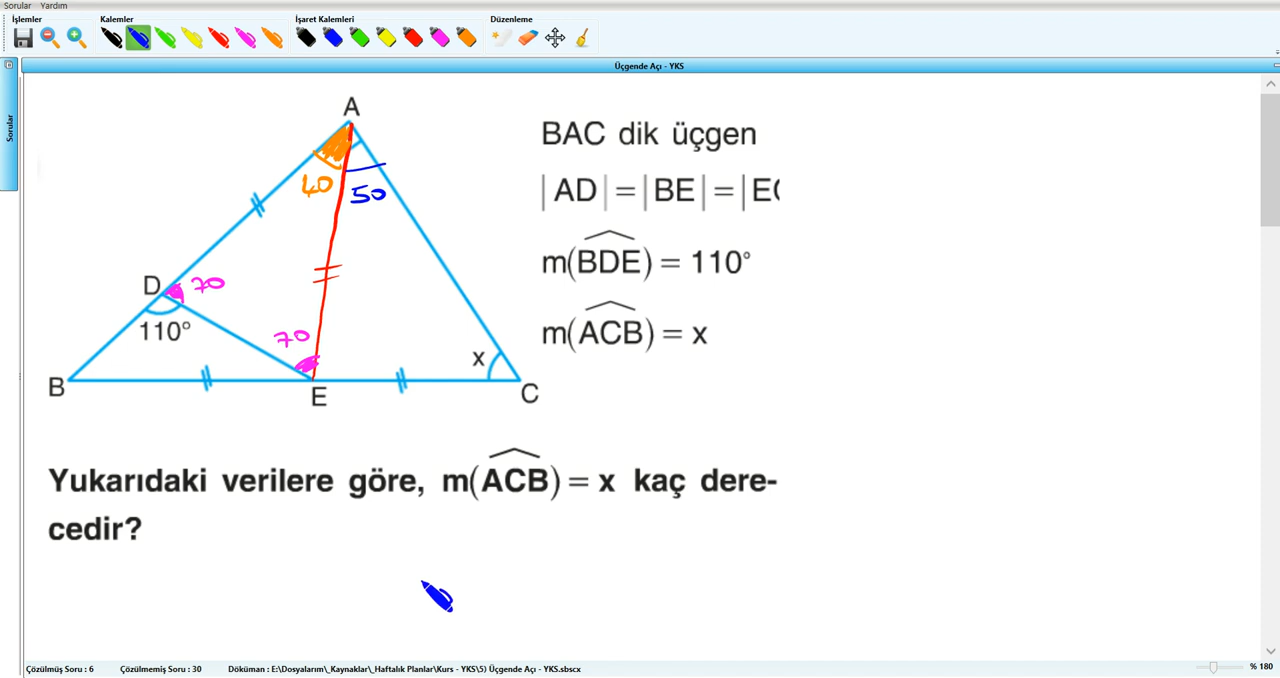 Sorular Yardım
İşlemler Kalemler İşaret Kalemleri Düzenleme
Üçgende Açı - YKS
Sorular
A
40
50
D
70
110°
70
x
B
E
C
BAC dik üçgen
|AD|=|BE|=|EC
m(BDE) = 110°
m(ACB) = x
Yukarıdaki verilere göre, m(ACB) = x kaç dere-
cedir?
Çözülmüş Soru : 6 Çözülmemiş Soru : 30 Döküman : E:\Dosyalarım\_Kaynaklar\_Haftalık Planlar\Kurs - YKS\5) Üçgende Açı - YKS.sbscx % 180